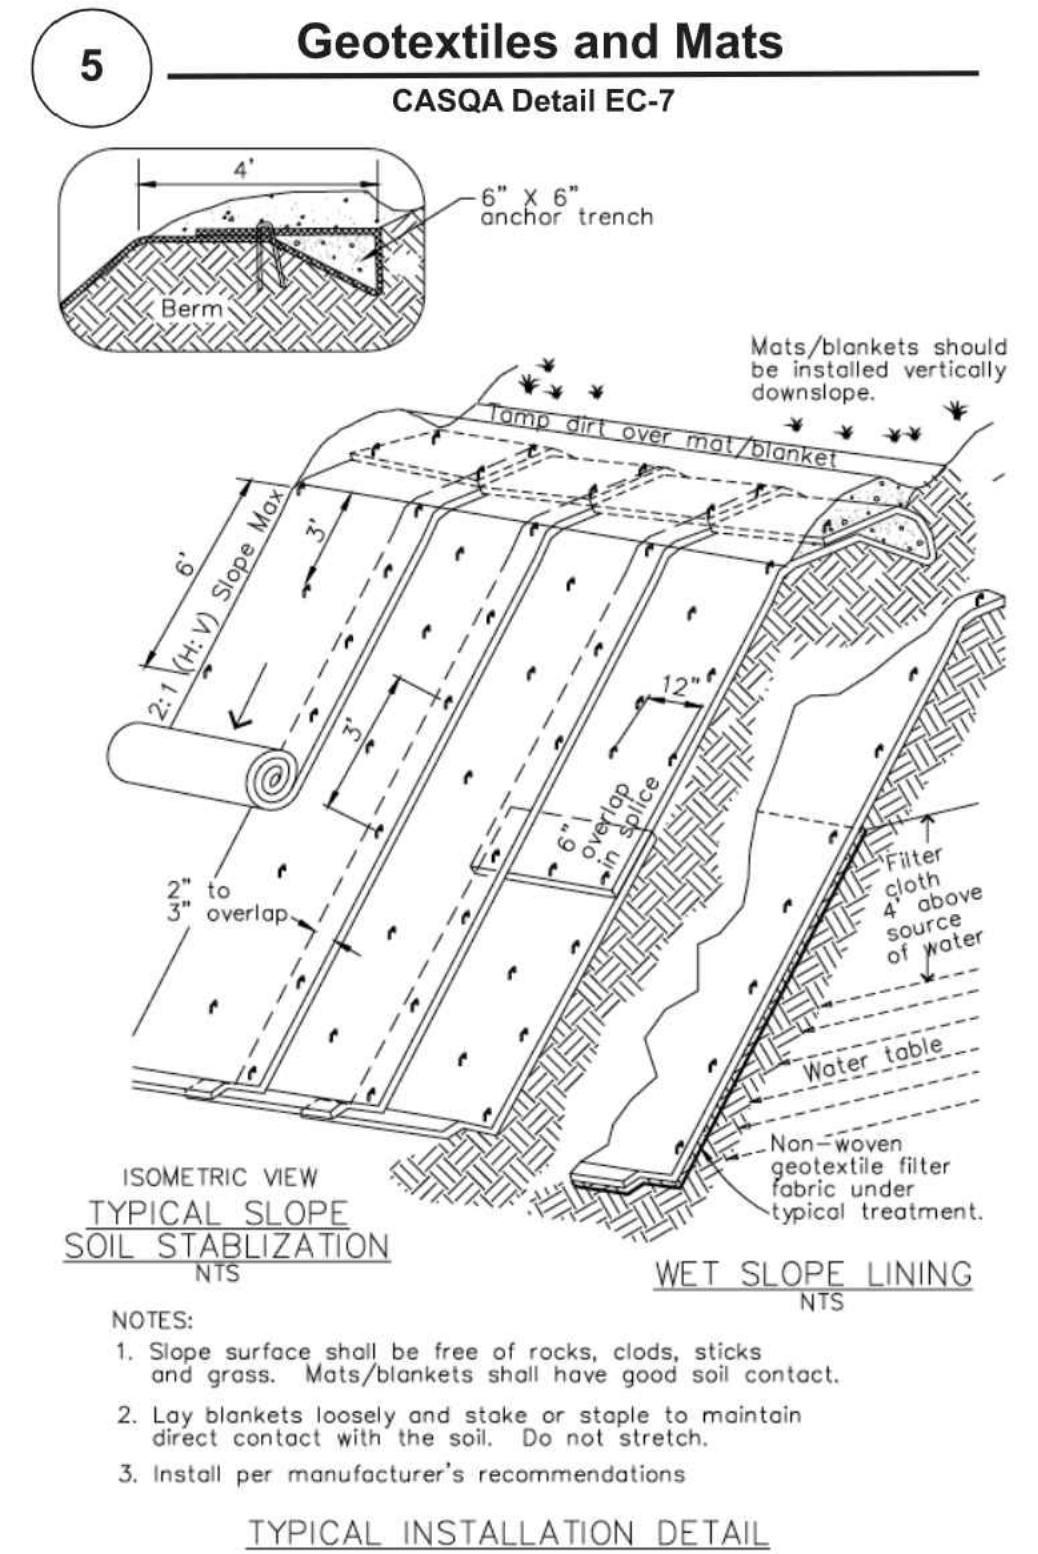 5
Geotextiles and Mats
CASQA Detail EC-7
4'
6" X 6"
anchor trench
Berm
Mats/blankets should
be installed vertically
downslope.
Tamp dirt over mat/blanket
6'
2:1 (H:V) Slope Max
3'
12"
3'
6"
overlap
in splice
2" to
3" overlap
Filter
cloth
4' above
source
of water
Water table
Non-woven
geotextile filter
fabric under
typical treatment.
ISOMETRIC VIEW
TYPICAL SLOPE
SOIL STABLIZATION
NTS
WET SLOPE LINING
NTS
NOTES:
1. Slope surface shall be free of rocks, clods, sticks
and grass. Mats/blankets shall have good soil contact.
2. Lay blankets loosely and stake or staple to maintain
direct contact with the soil. Do not stretch.
3. Install per manufacturer's recommendations
TYPICAL INSTALLATION DETAIL